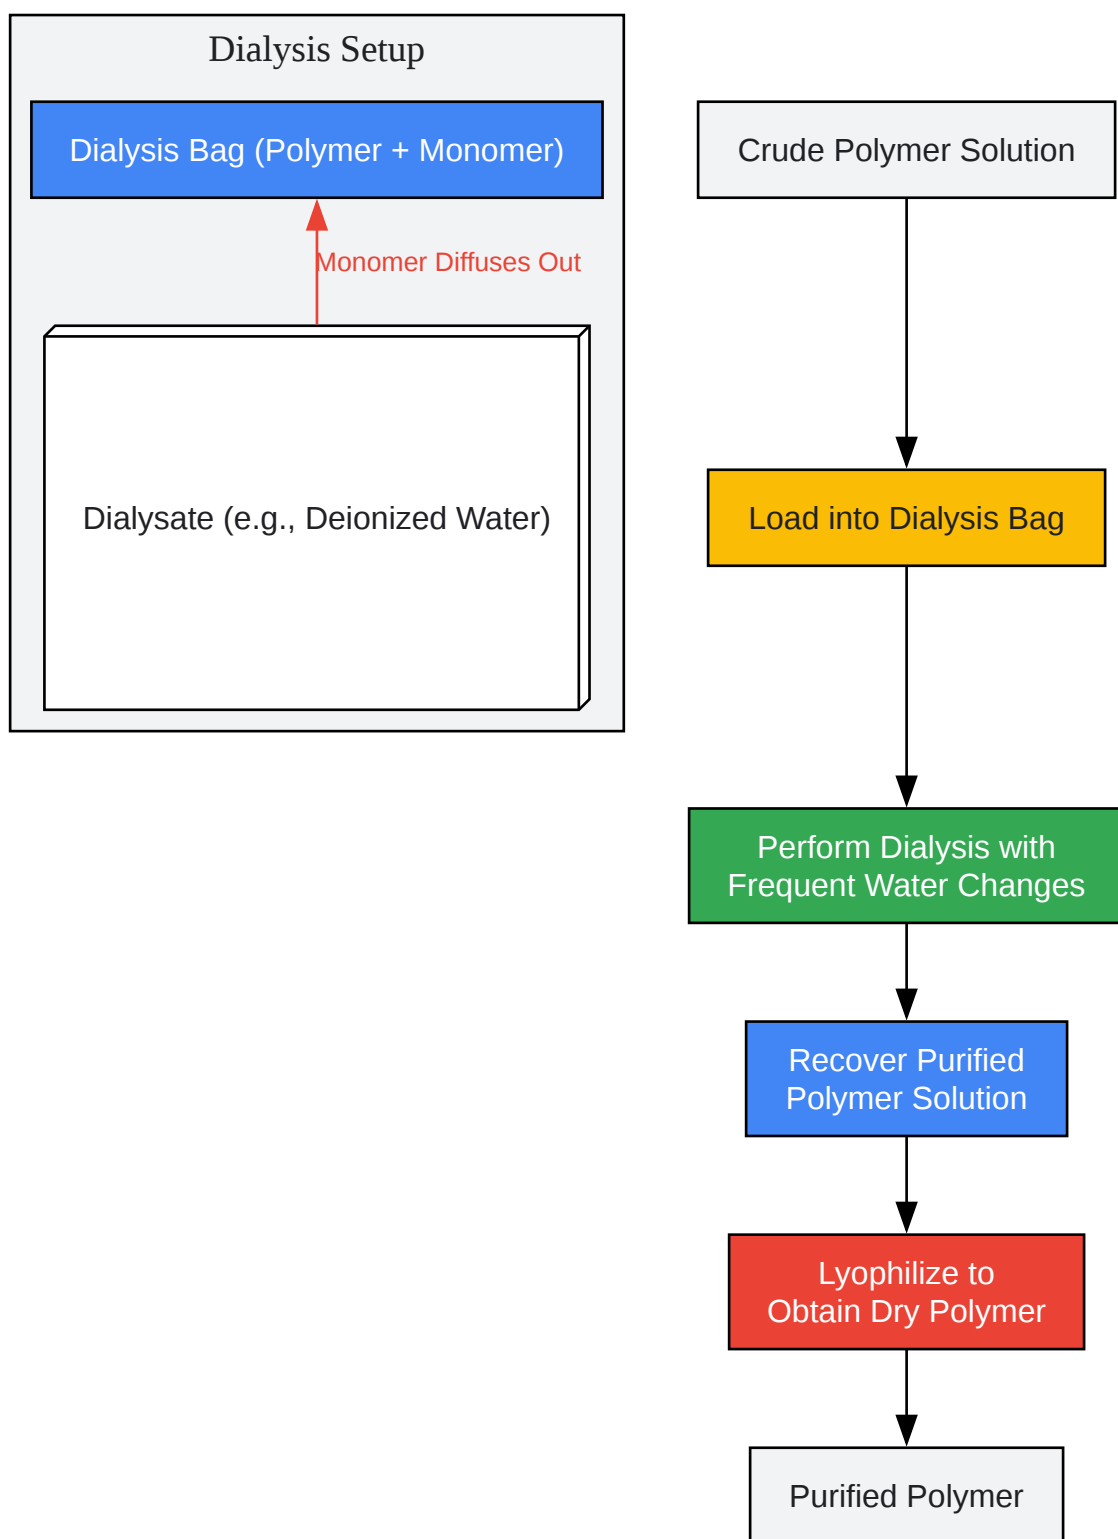 Dialysis Setup
Dialysis Bag (Polymer + Monomer)
Monomer Diffuses Out
Dialysate (e.g., Deionized Water)
Crude Polymer Solution
Load into Dialysis Bag
Perform Dialysis with
Frequent Water Changes
Recover Purified
Polymer Solution
Lyophilize to
Obtain Dry Polymer
Purified Polymer